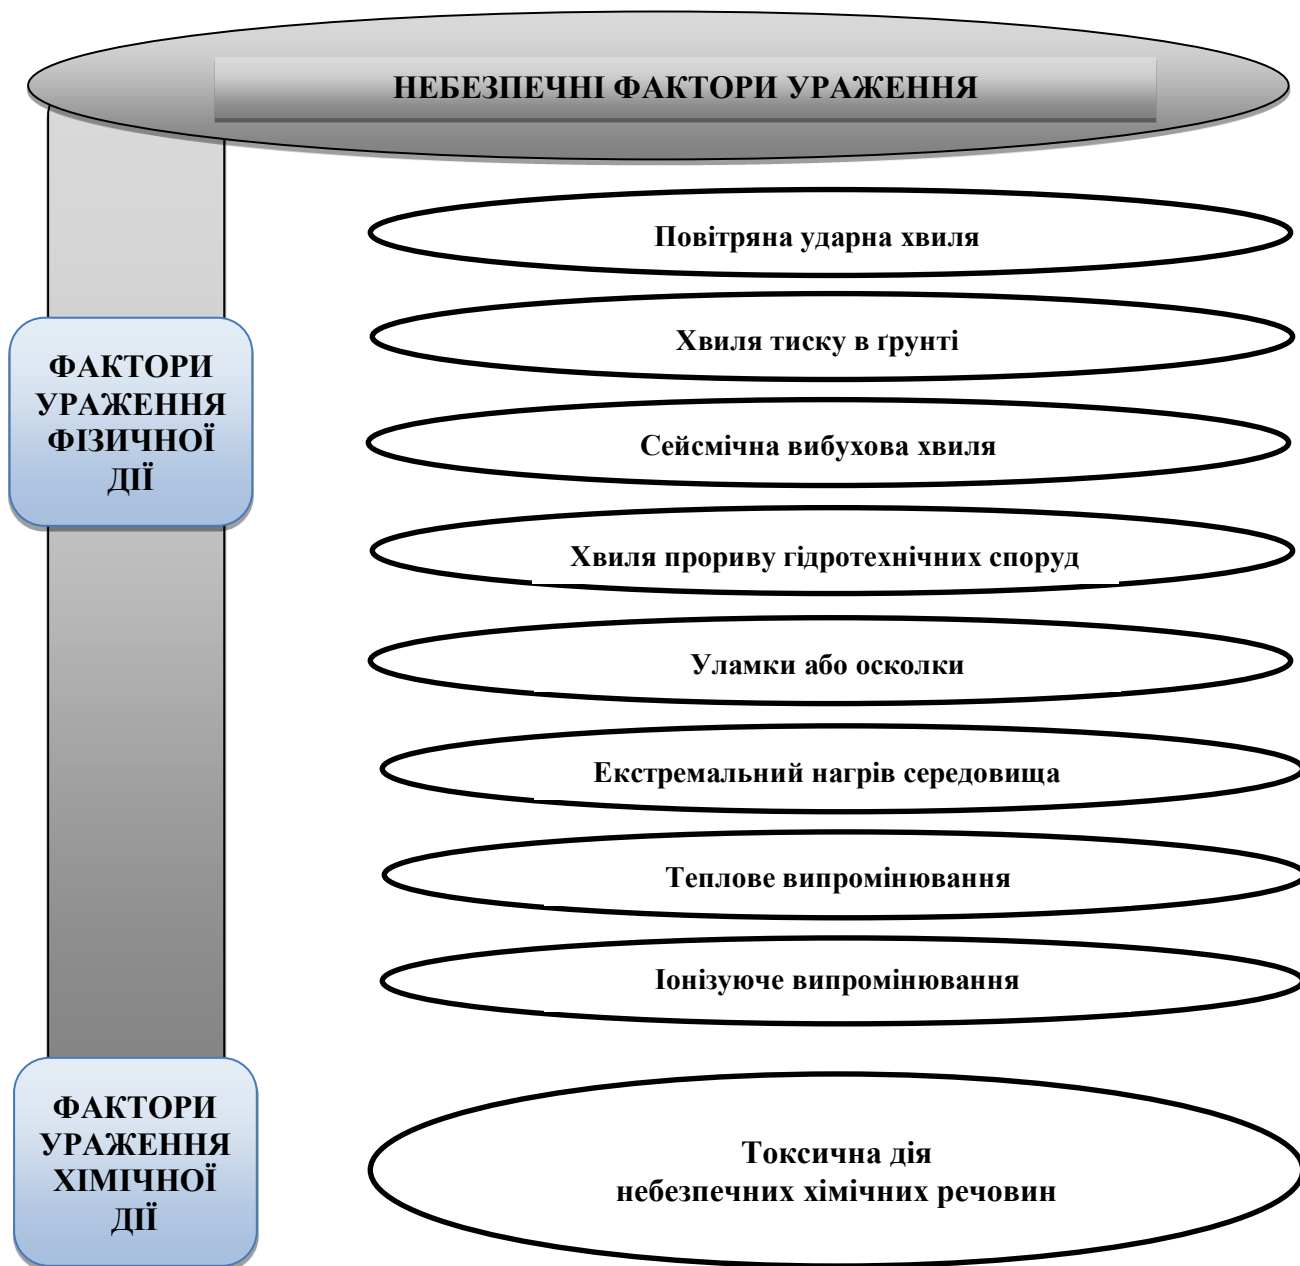 НЕБЕЗПЕЧНІ ФАКТОРИ УРАЖЕННЯ
ФАКТОРИ
УРАЖЕННЯ
ФІЗИЧНОЇ
ДІЇ
Повітряна ударна хвиля
Хвиля тиску в ґрунті
Сейсмічна вибухова хвиля
Хвиля прориву гідротехнічних споруд
Уламки або осколки
Екстремальний нагрів середовища
Теплове випромінювання
Іонізуюче випромінювання
ФАКТОРИ
УРАЖЕННЯ
ХІМІЧНОЇ
ДІЇ
Токсична дія
небезпечних хімічних речовин